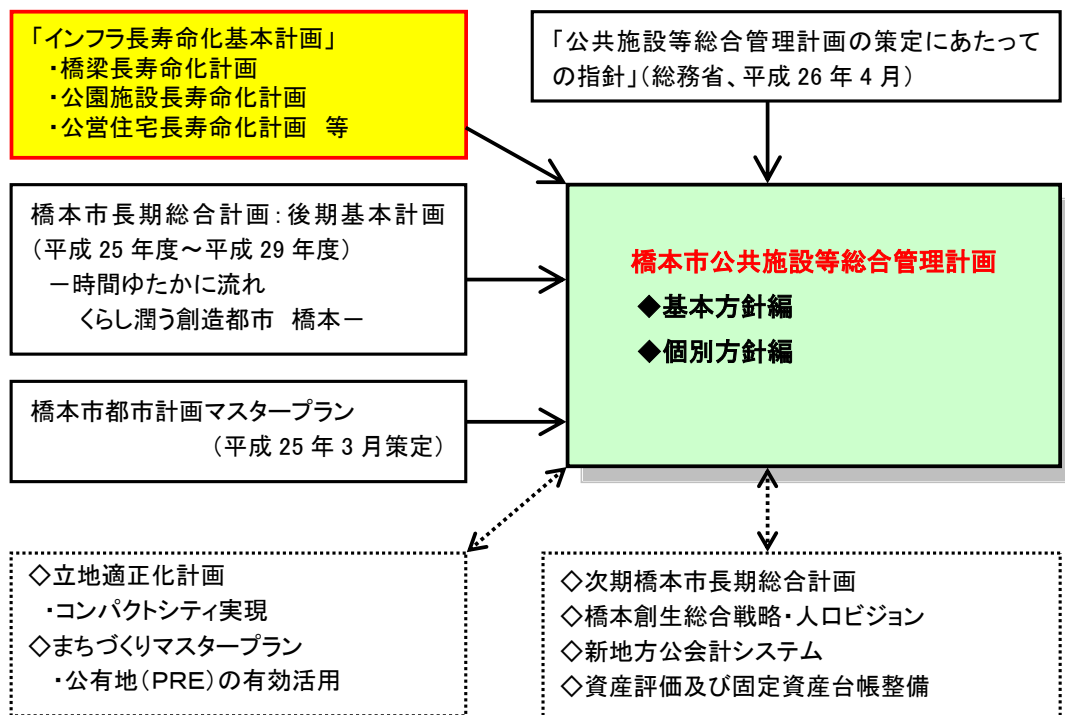 「インフラ長寿命化基本計画」
・橋梁長寿命化計画
・公園施設長寿命化計画
・公営住宅長寿命化計画　等
「公共施設等総合管理計画の策定にあたって
の指針」（総務省、平成 26 年 4 月）
橋本市長期総合計画：後期基本計画
（平成 25 年度～平成 29 年度）
－時間ゆたかに流れ
くらし潤う創造都市　橋本－
橋本市都市計画マスタープラン
（平成 25 年 3 月策定）
橋本市公共施設等総合管理計画
◆基本方針編
◆個別方針編
◇立地適正化計画
・コンパクトシティ実現
◇まちづくりマスタープラン
・公有地（ＰＲＥ）の有効活用
◇次期橋本市長期総合計画
◇橋本創生総合戦略・人口ビジョン
◇新地方公会計システム
◇資産評価及び固定資産台帳整備